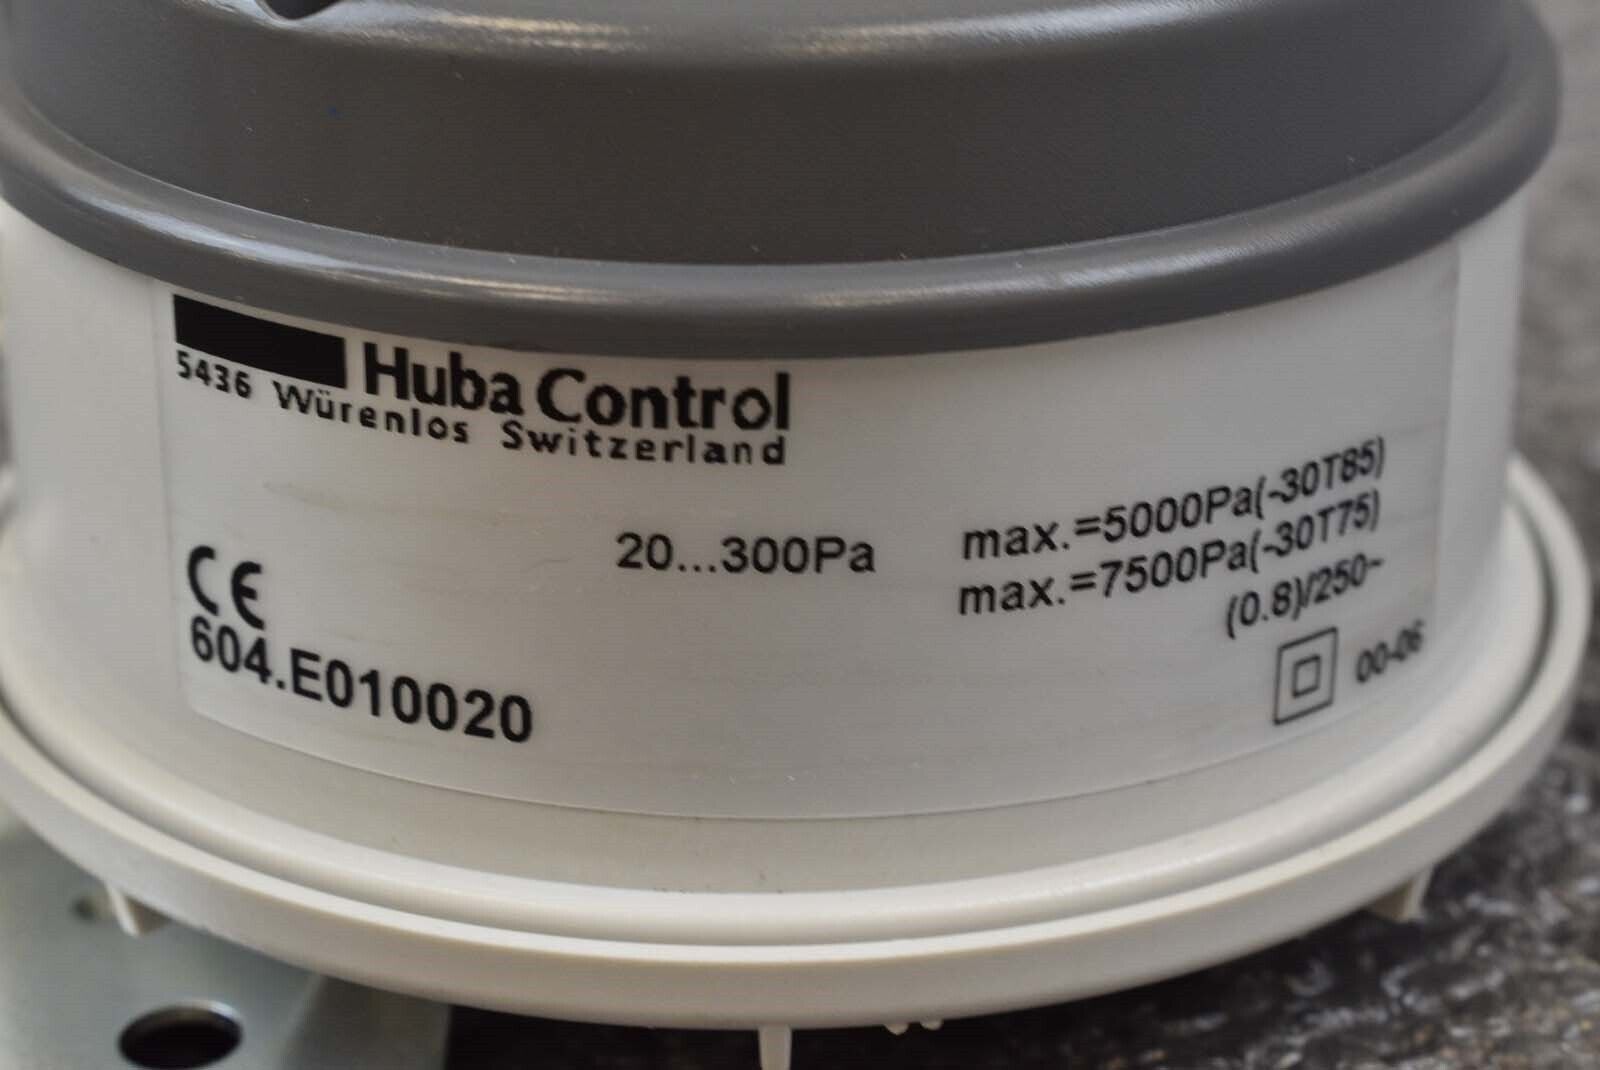 Huba Control
5436 Würenlos Switzerland
20...300Pa
max.=5000Pa(-30T85)
max.=7500Pa(-30T75)
(0.8)/250~
CE
604.E010020
00-06